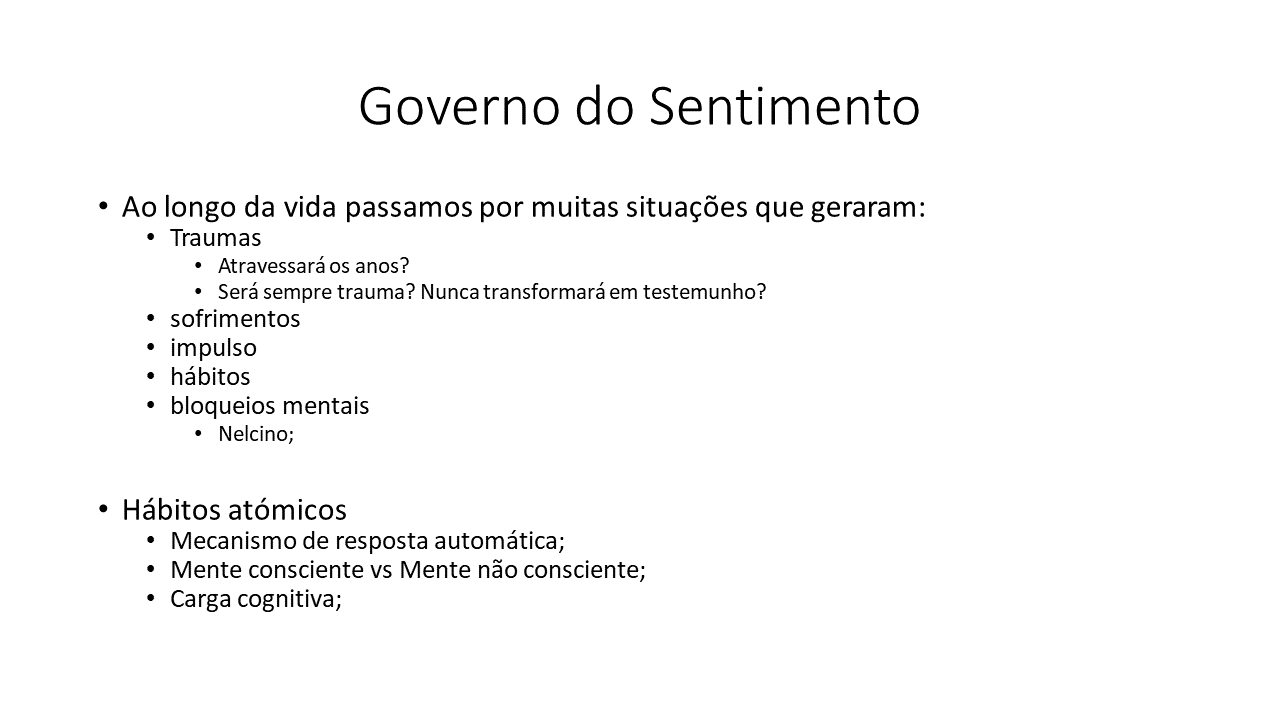 Governo do Sentimento
• Ao longo da vida passamos por muitas situações que geraram:
• Traumas
• Atravessará os anos?
• Será sempre trauma? Nunca transformará em testemunho?
• sofrimentos
• impulso
• hábitos
• bloqueios mentais
• Nelcino;
• Hábitos atómicos
• Mecanismo de resposta automática;
• Mente consciente vs Mente não consciente;
• Carga cognitiva;